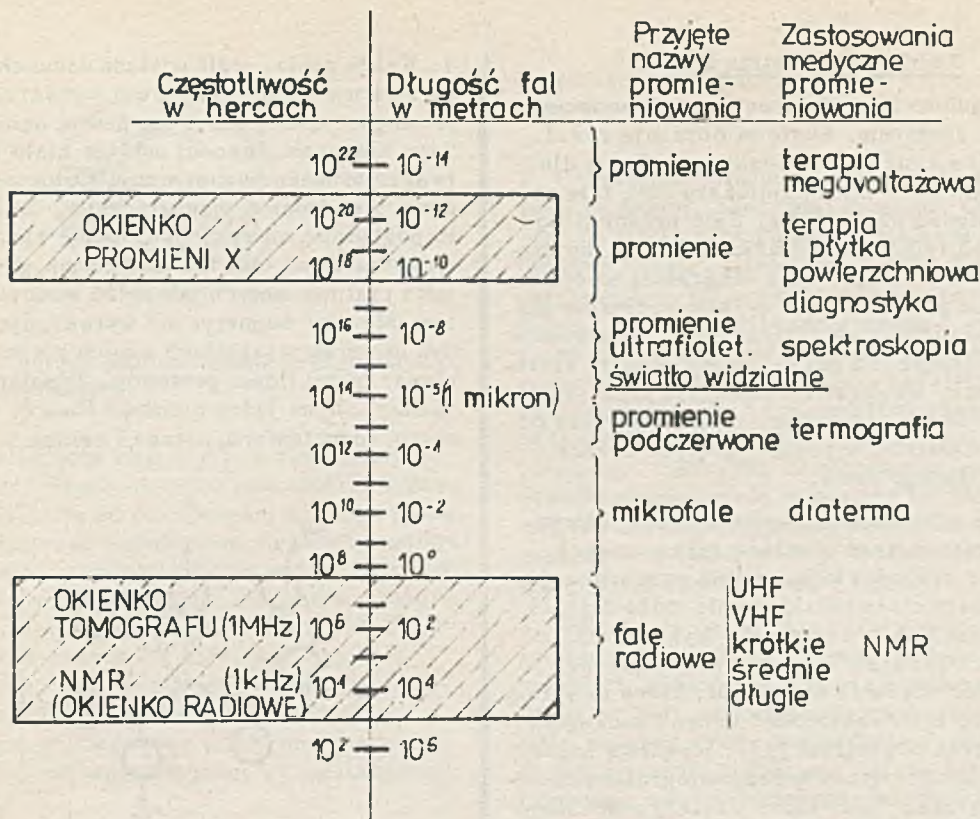 Częstotliwość
w hercach
Długość fal
w metrach
Przyjęte
nazwy
promie-
niowania
Zastosowania
medyczne
promie-
niowania
10²² 10⁻¹⁴
promienie
terapia
megavoltażowa
OKIENKO
PROMIENI X
10²⁰ 10⁻¹²
10¹⁸ 10⁻¹⁰
promienie
terapia
i płytka
powierzchniowa
diagnostyka
10¹⁶ 10⁻⁸
promienie
ultrafiolet. spektroskopia
światło widzialne
10¹⁴ 10⁻⁵(1 mikron)
promienie
podczerwone termografia
10¹² 10⁻⁴
10¹⁰ 10⁻²
mikrofale diaterma
10⁸ 10⁰
OKIENKO
TOMOGRAFU (1MHz) 10⁶ 10²
NMR (1kHz) 10⁴ 10⁴
(OKIENKO RADIOWE)
fale
radiowe
UHF
VHF
krótkie
średnie
długie
NMR
10² 10⁶